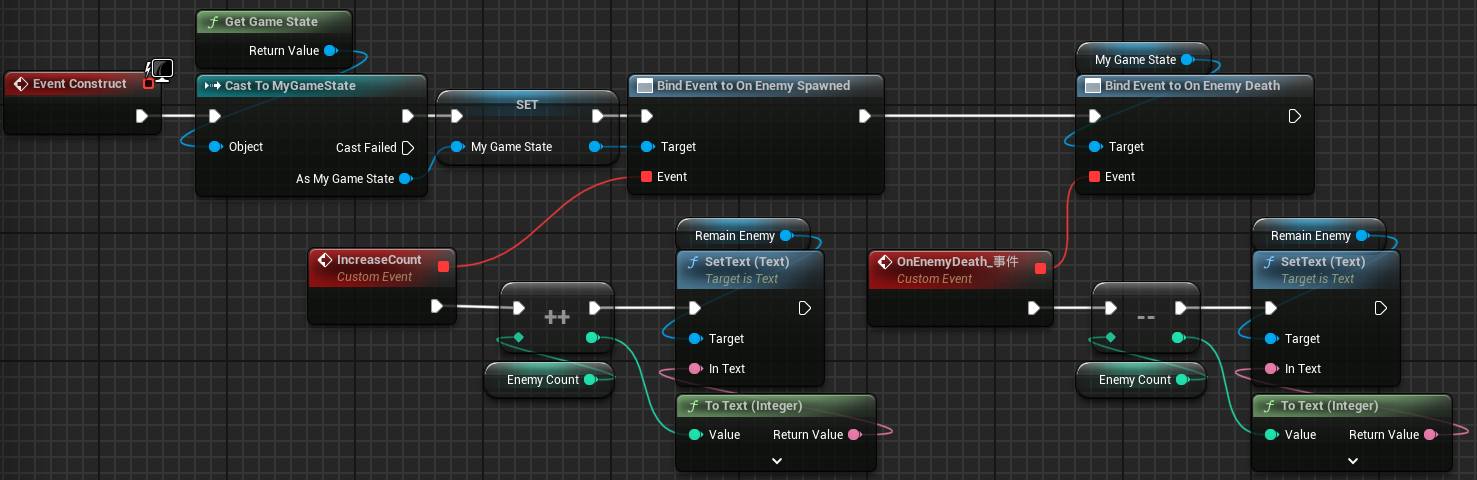 Get Game State
Return Value
Event Construct
Cast To MyGameState
Object
Cast Failed
As My Game State
SET
My Game State
Bind Event to On Enemy Spawned
Target
Event
My Game State
Bind Event to On Enemy Death
Target
Event
IncreaseCount
Custom Event
++
Enemy Count
Remain Enemy
SetText (Text)
Target is Text
Target
In Text
To Text (Integer)
Value
Return Value
OnEnemyDeath_事件
Custom Event
--
Enemy Count
Remain Enemy
SetText (Text)
Target is Text
Target
In Text
To Text (Integer)
Value
Return Value